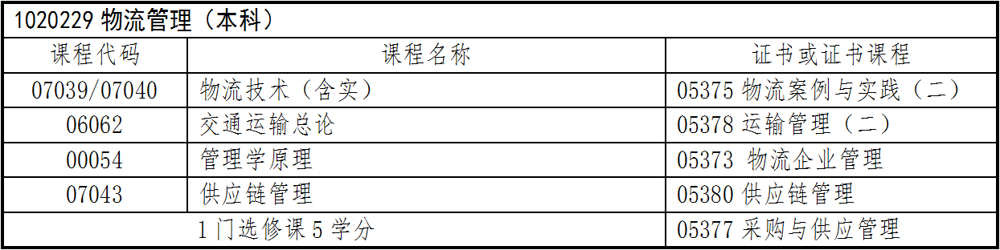 1020229 物流管理（本科）
课程代码 课程名称 证书或证书课程
07039/07040 物流技术（含实） 05375 物流案例与实践（二）
06062 交通运输总论 05378 运输管理（二）
00054 管理学原理 05373 物流企业管理
07043 供应链管理 05380 供应链管理
1 门选修课 5 学分 05377 采购与供应管理